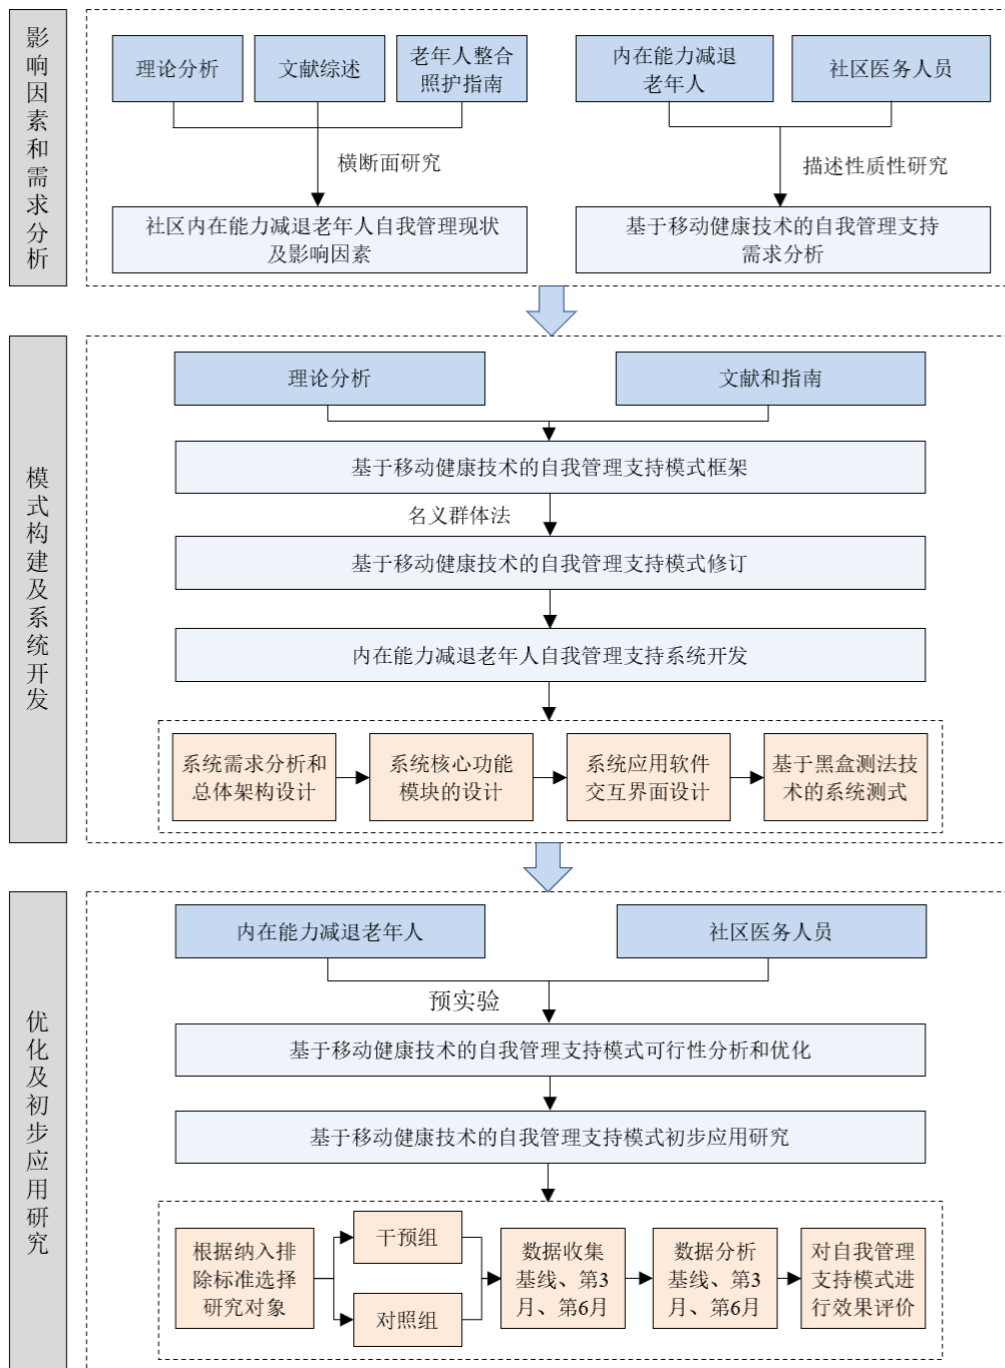 影响因素和需求分析
理论分析
文献综述
老年人整合
照护指南
内在能力减退
老年人
社区医务人员
横断面研究
描述性质性研究
社区内在能力减退老年人自我管理现状
及影响因素
基于移动健康技术的自我管理支持
需求分析
模式构建及系统开发
理论分析
文献和指南
基于移动健康技术的自我管理支持模式框架
名义群体法
基于移动健康技术的自我管理支持模式修订
内在能力减退老年人自我管理支持系统开发
系统需求分析和
总体架构设计
系统核心功能
模块的设计
系统应用软件
交互界面设计
基于黑盒测法技
术的系统测式
优化及初步应用研究
内在能力减退老年人
社区医务人员
预实验
基于移动健康技术的自我管理支持模式可行性分析和优化
基于移动健康技术的自我管理支持模式初步应用研究
根据纳入排
除标准选择
研究对象
干预组
对照组
数据收集
基线、第3
月、第6月
数据分析
基线、第3
月、第6月
对自我管理
支持模式进
行效果评价